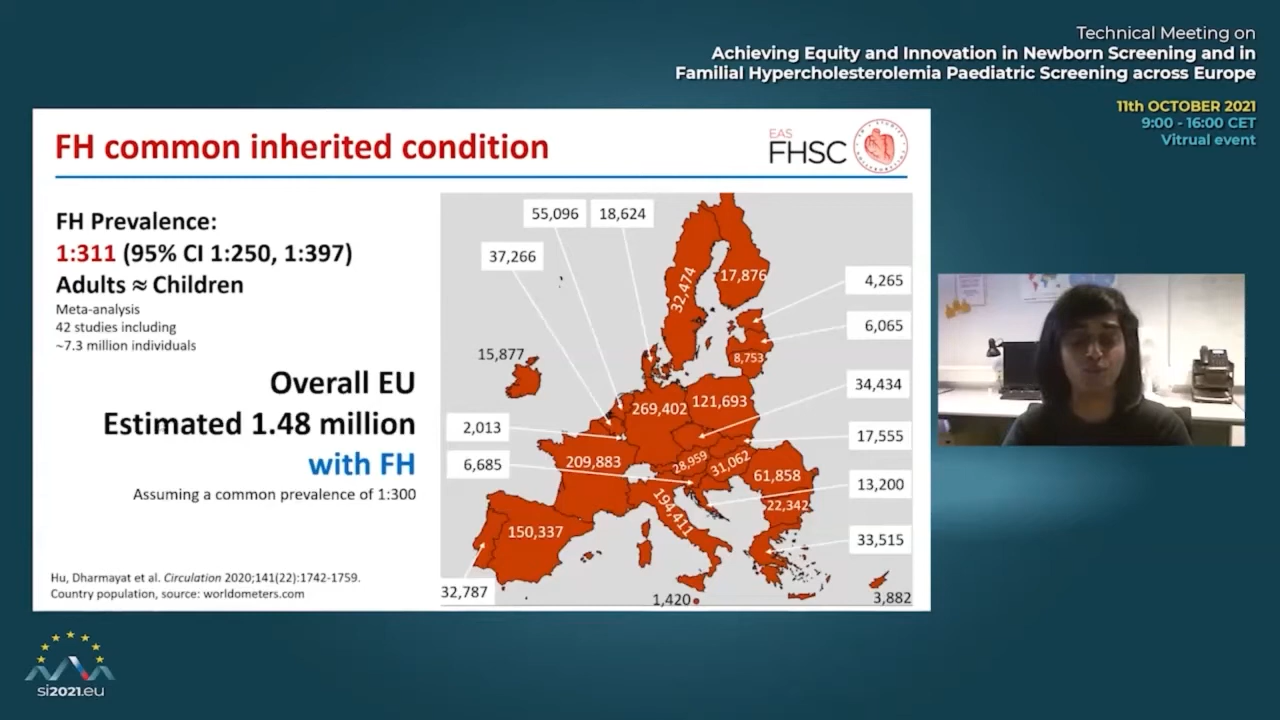 Technical Meeting on
Achieving Equity and Innovation in Newborn Screening and in
Familial Hypercholesterolemia Paediatric Screening across Europe
11th OCTOBER 2021
9:00 - 16:00 CET
Vitrual event
FH common inherited condition
EAS
FHSC
FH Prevalence:
1:311 (95% CI 1:250, 1:397)
Adults ≈ Children
Meta-analysis
42 studies including
~7.3 million individuals
Overall EU
Estimated 1.48 million
with FH
Assuming a common prevalence of 1:300
Hu, Dharmayat et al. Circulation 2020;141(22):1742-1759.
Country population, source: worldometers.com
55,096
18,624
37,266
32,474
17,876
4,265
6,065
15,877
8,753
34,434
269,402
121,693
2,013
17,555
6,685
209,883
28,959
31,062
61,858
13,200
194,411
22,342
150,337
33,515
32,787
1,420
3,882
si2021.eu